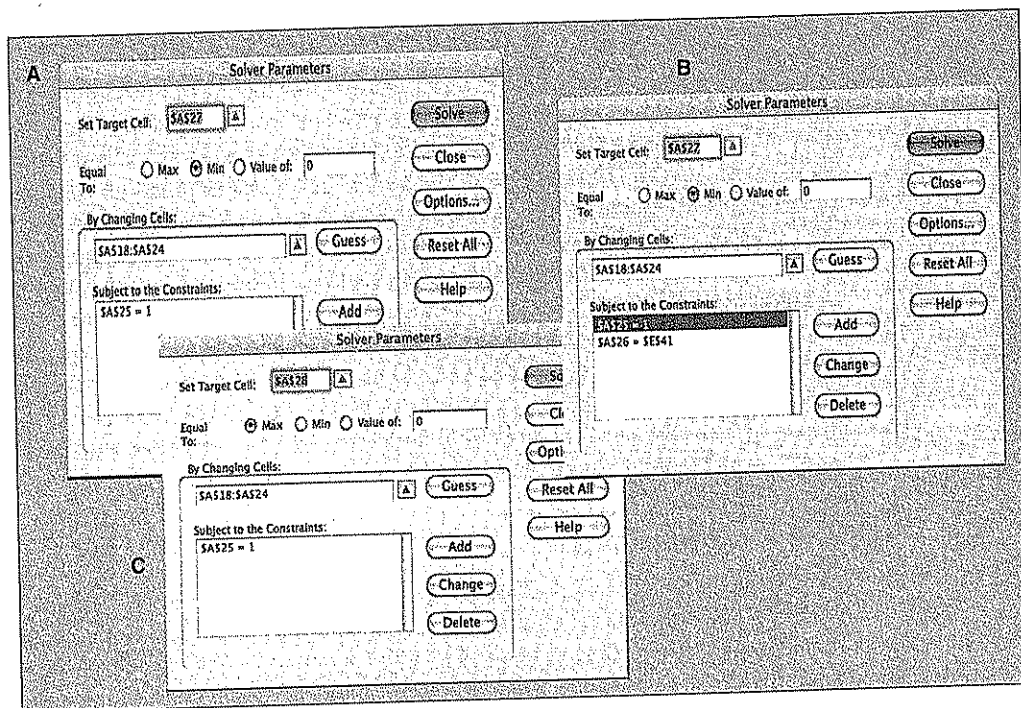 A
Solver Parameters
Set Target Cell: $A$27
Equal To: Max Min Value of: 0
By Changing Cells:
$A$18:$A$24
Guess
Subject to the Constraints:
$A$25 = 1
Add
Solve
Close
Options...
Reset All
Help
B
Solver Parameters
Set Target Cell: $A$27
Equal To: Max Min Value of: 0
By Changing Cells:
$A$18:$A$24
Guess
Subject to the Constraints:
$A$25 = 1
$A$26 = $E$41
Add
Change
Delete
Solve
Close
Options...
Reset All
Help
C
Solver Parameters
Set Target Cell: $A$28
Equal To: Max Min Value of: 0
By Changing Cells:
$A$18:$A$24
Guess
Subject to the Constraints:
$A$25 = 1
Add
Change
Delete
So
Cl
Opti
Reset All
Help